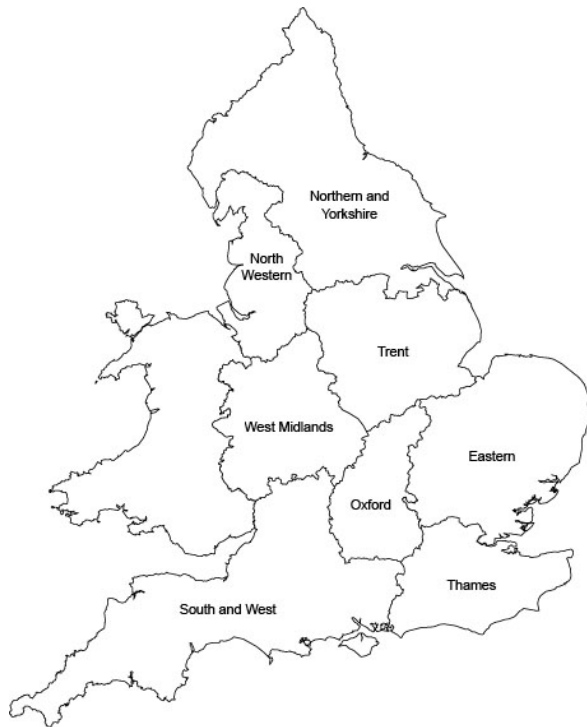 Northern and
Yorkshire
North
Western
Trent
West Midlands
Eastern
Oxford
Thames
South and West